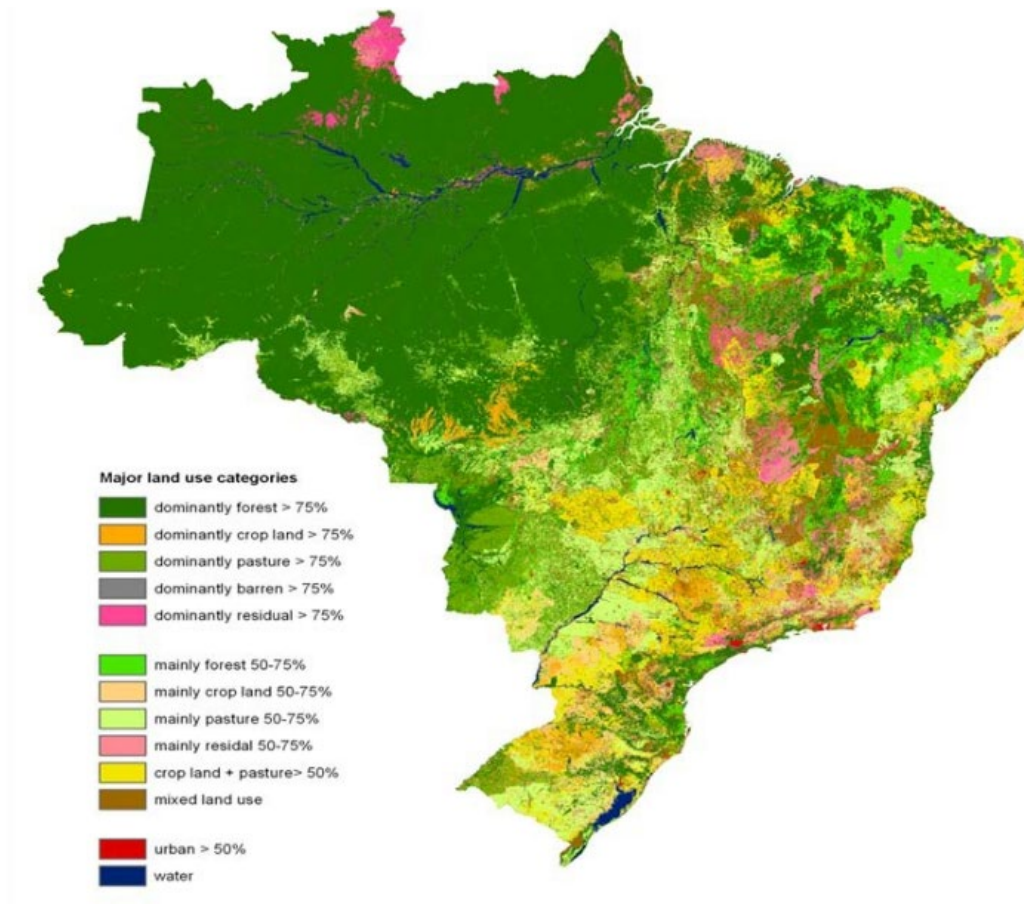 Major land use categories
dominantly forest > 75%
dominantly crop land > 75%
dominantly pasture > 75%
dominantly barren > 75%
dominantly residual > 75%
mainly forest 50-75%
mainly crop land 50-75%
mainly pasture 50-75%
mainly residal 50-75%
crop land + pasture> 50%
mixed land use
urban > 50%
water